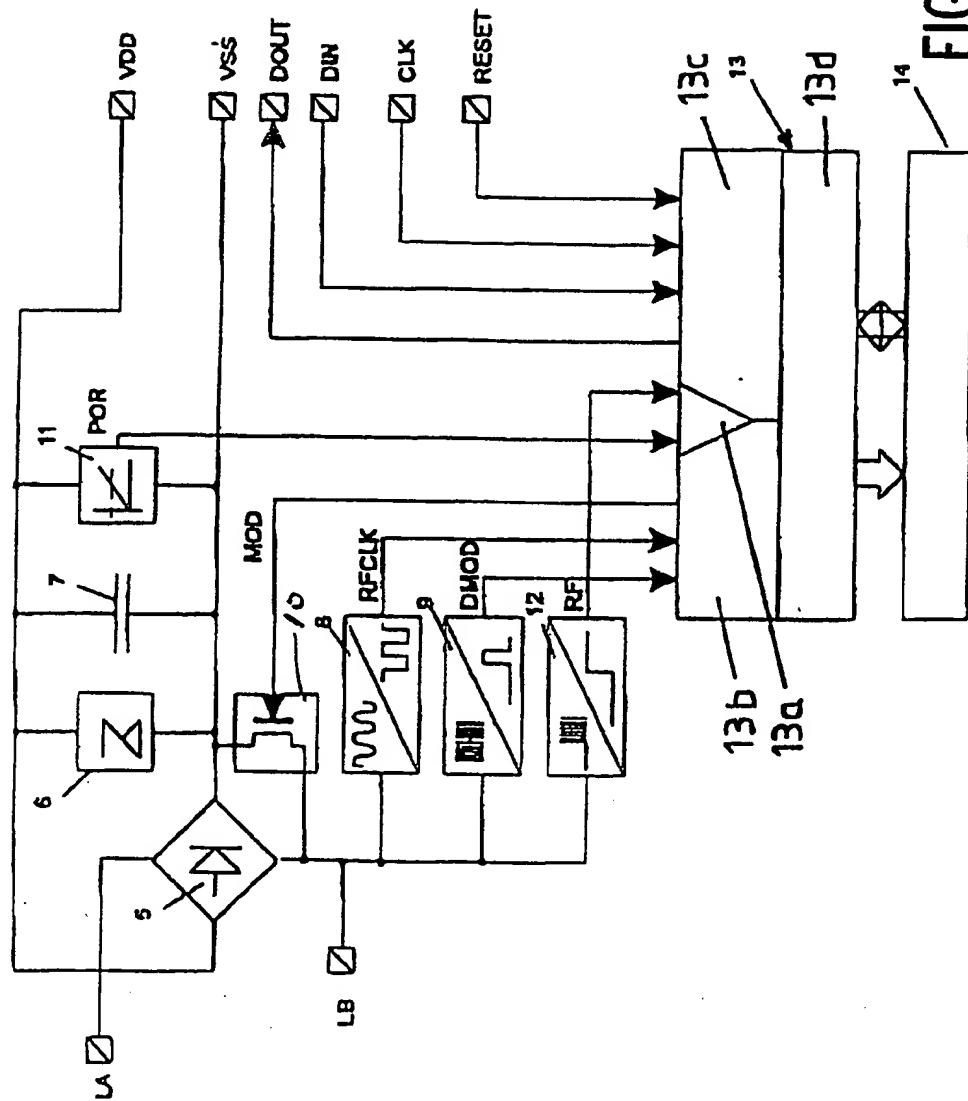 VDD
VSS
DOUT
DIN
CLK
RESET
11
POR
7
6
MOD
10
5
8
RFCLK
9
DMOD
12
RF
LA
LB
13c
13
13d
13b
13a
14
FIG